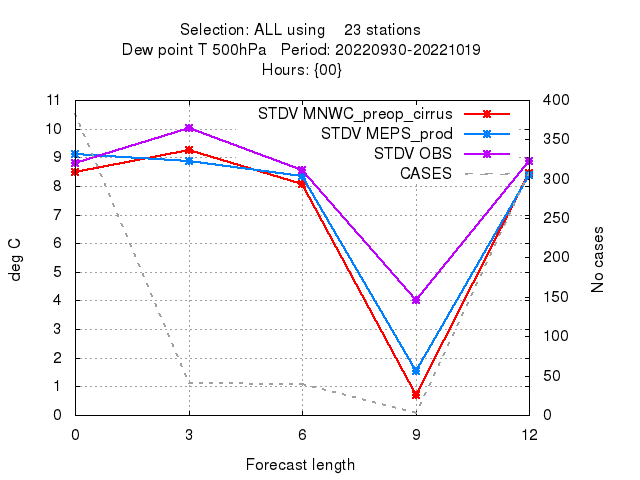 Selection: ALL using    23 stations
Dew point T 500hPa   Period: 20220930-20221019
Hours: {00}
STDV MNWC_preop_cirrus
STDV MEPS_prod
STDV OBS
CASES
deg C
11
10
9
8
7
6
5
4
3
2
1
0
400
350
300
250
200
150
100
50
0
No cases
0 3 6 9 12
Forecast length